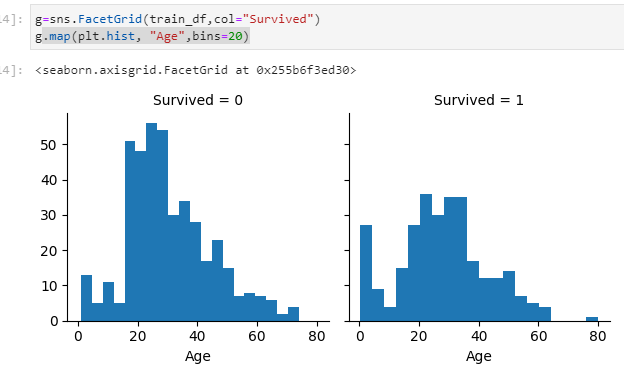 4]:
g=sns.FacetGrid(train_df,col="Survived")
g.map(plt.hist, "Age",bins=20)
4]:
<seaborn.axisgrid.FacetGrid at 0x255b6f3ed30>
Survived = 0
Survived = 1
50
40
30
20
10
0
0 20 40 60 80
0 20 40 60 80
Age
Age